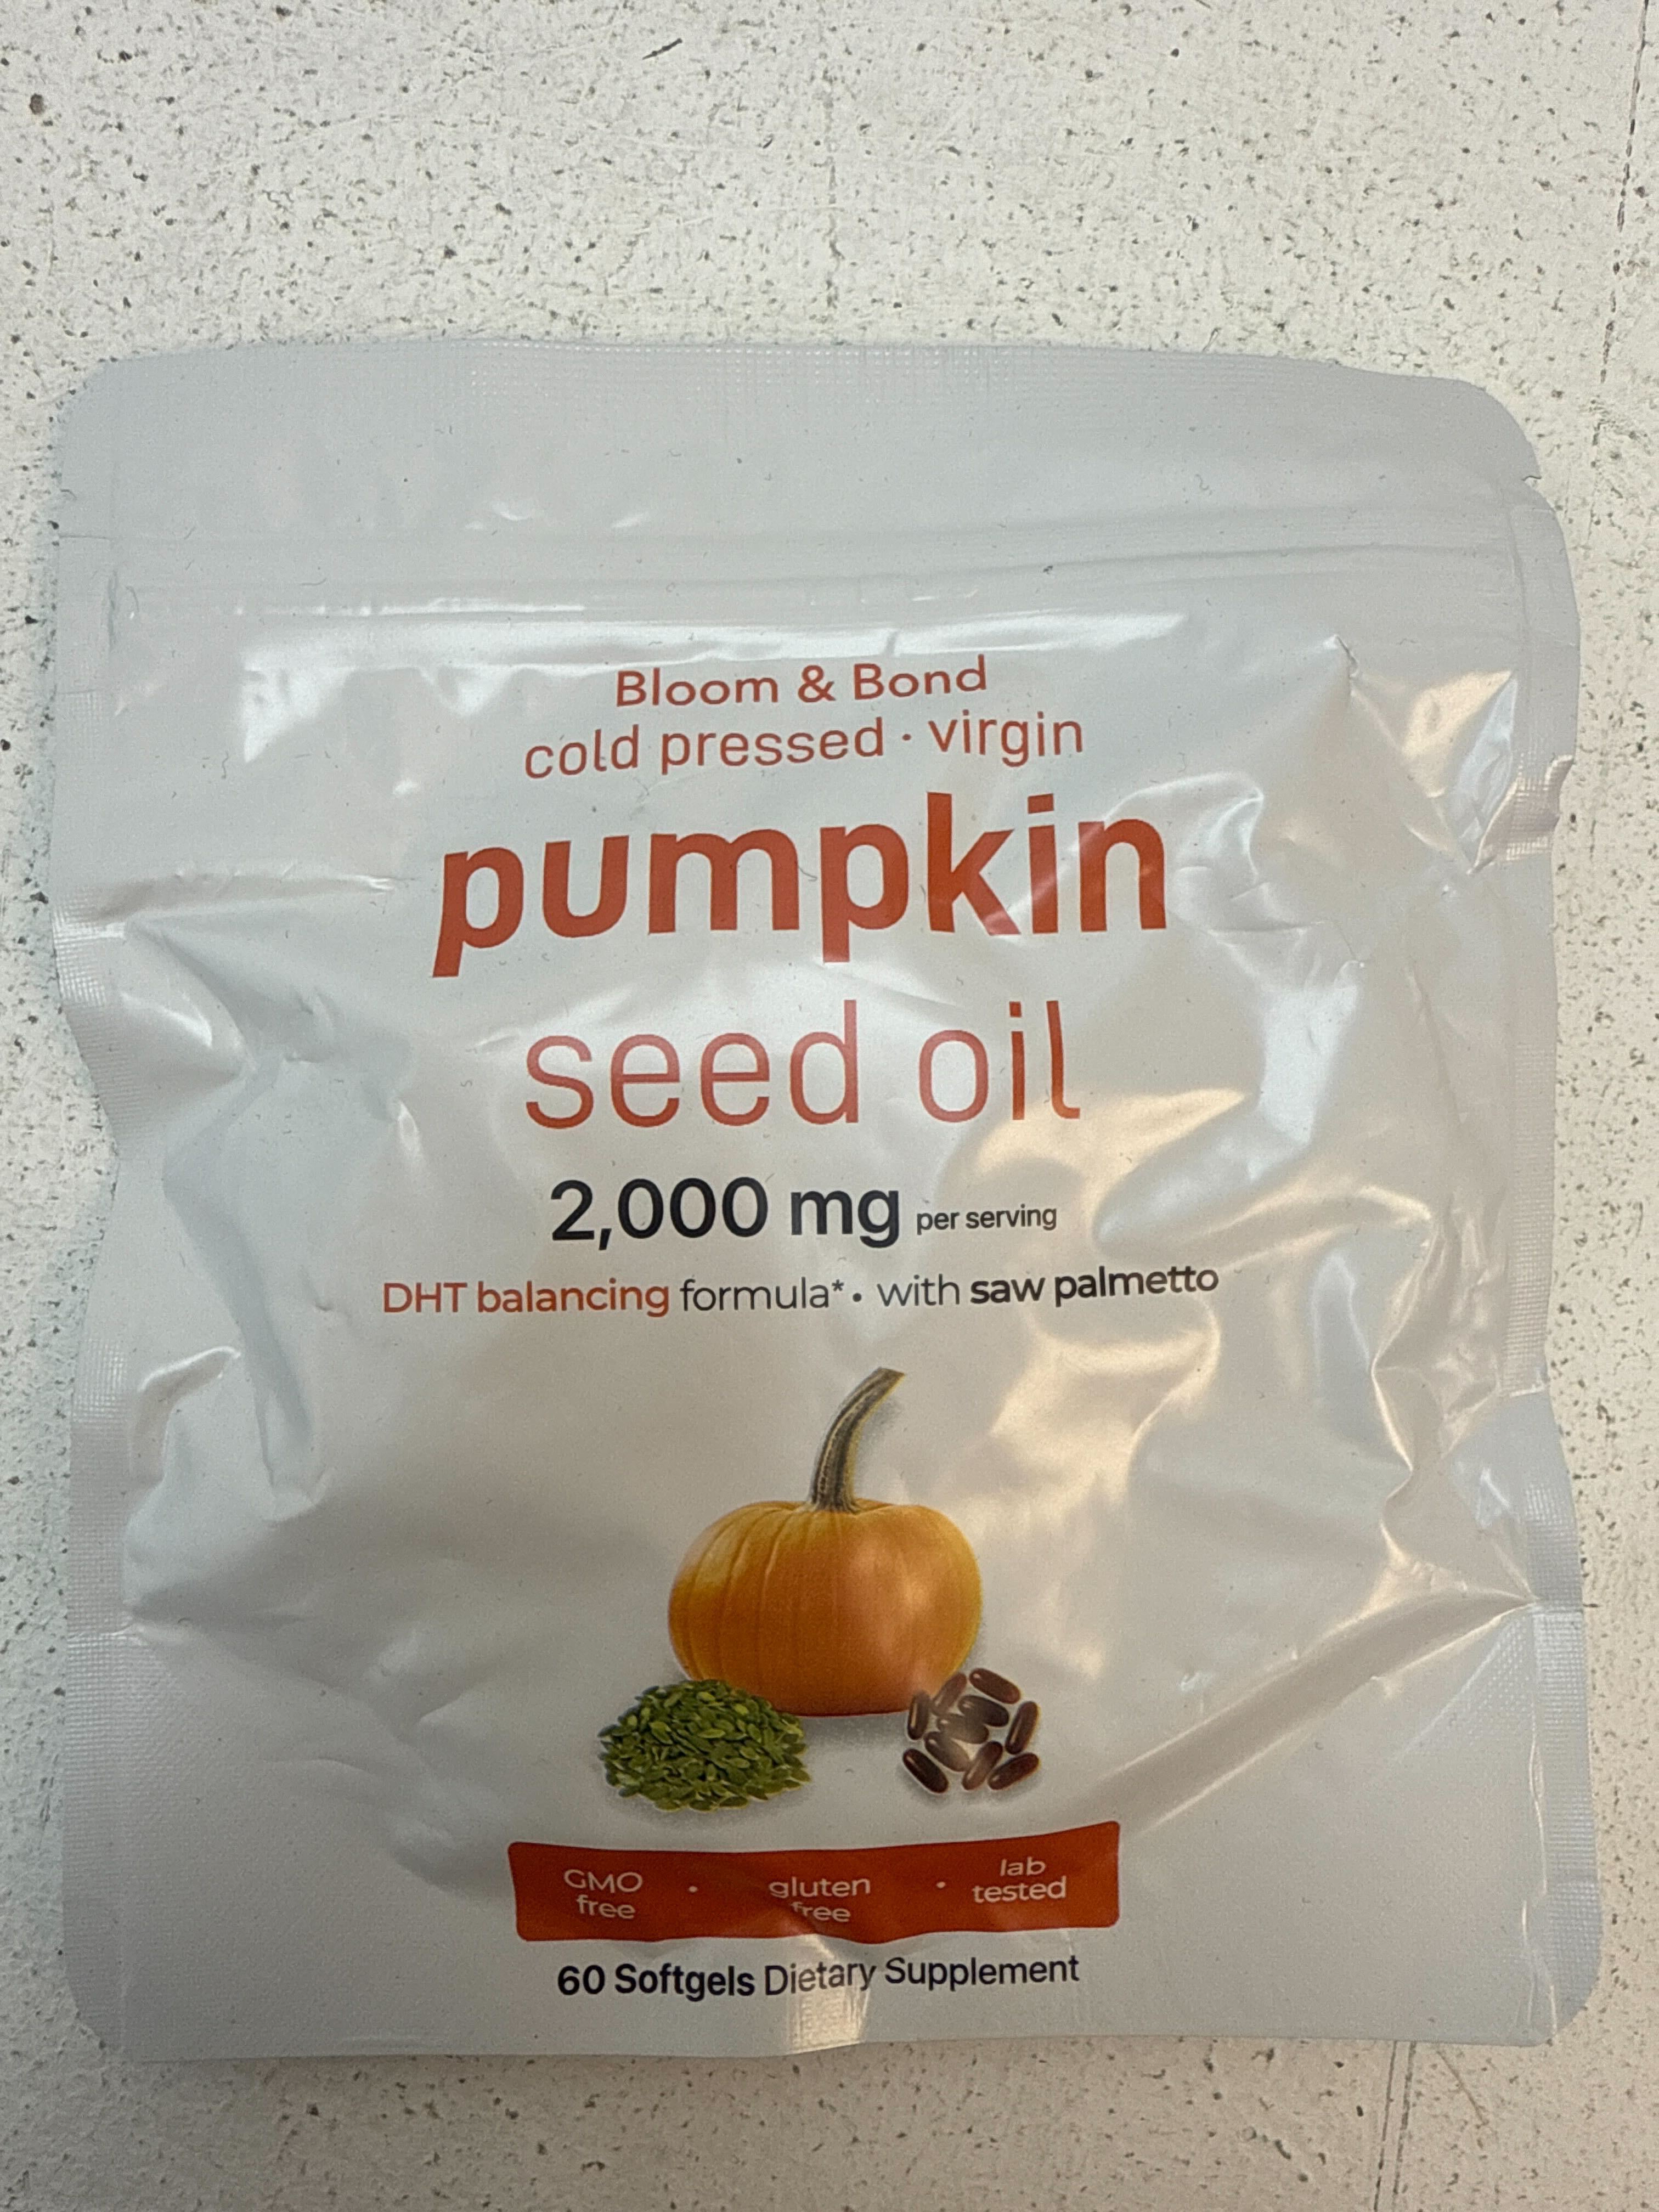 Bloom & Bond
cold pressed · virgin
pumpkin
seed oil
2,000 mg per serving
DHT balancing formula* • with saw palmetto
GMO free • gluten free • lab tested
60 Softgels Dietary Supplement